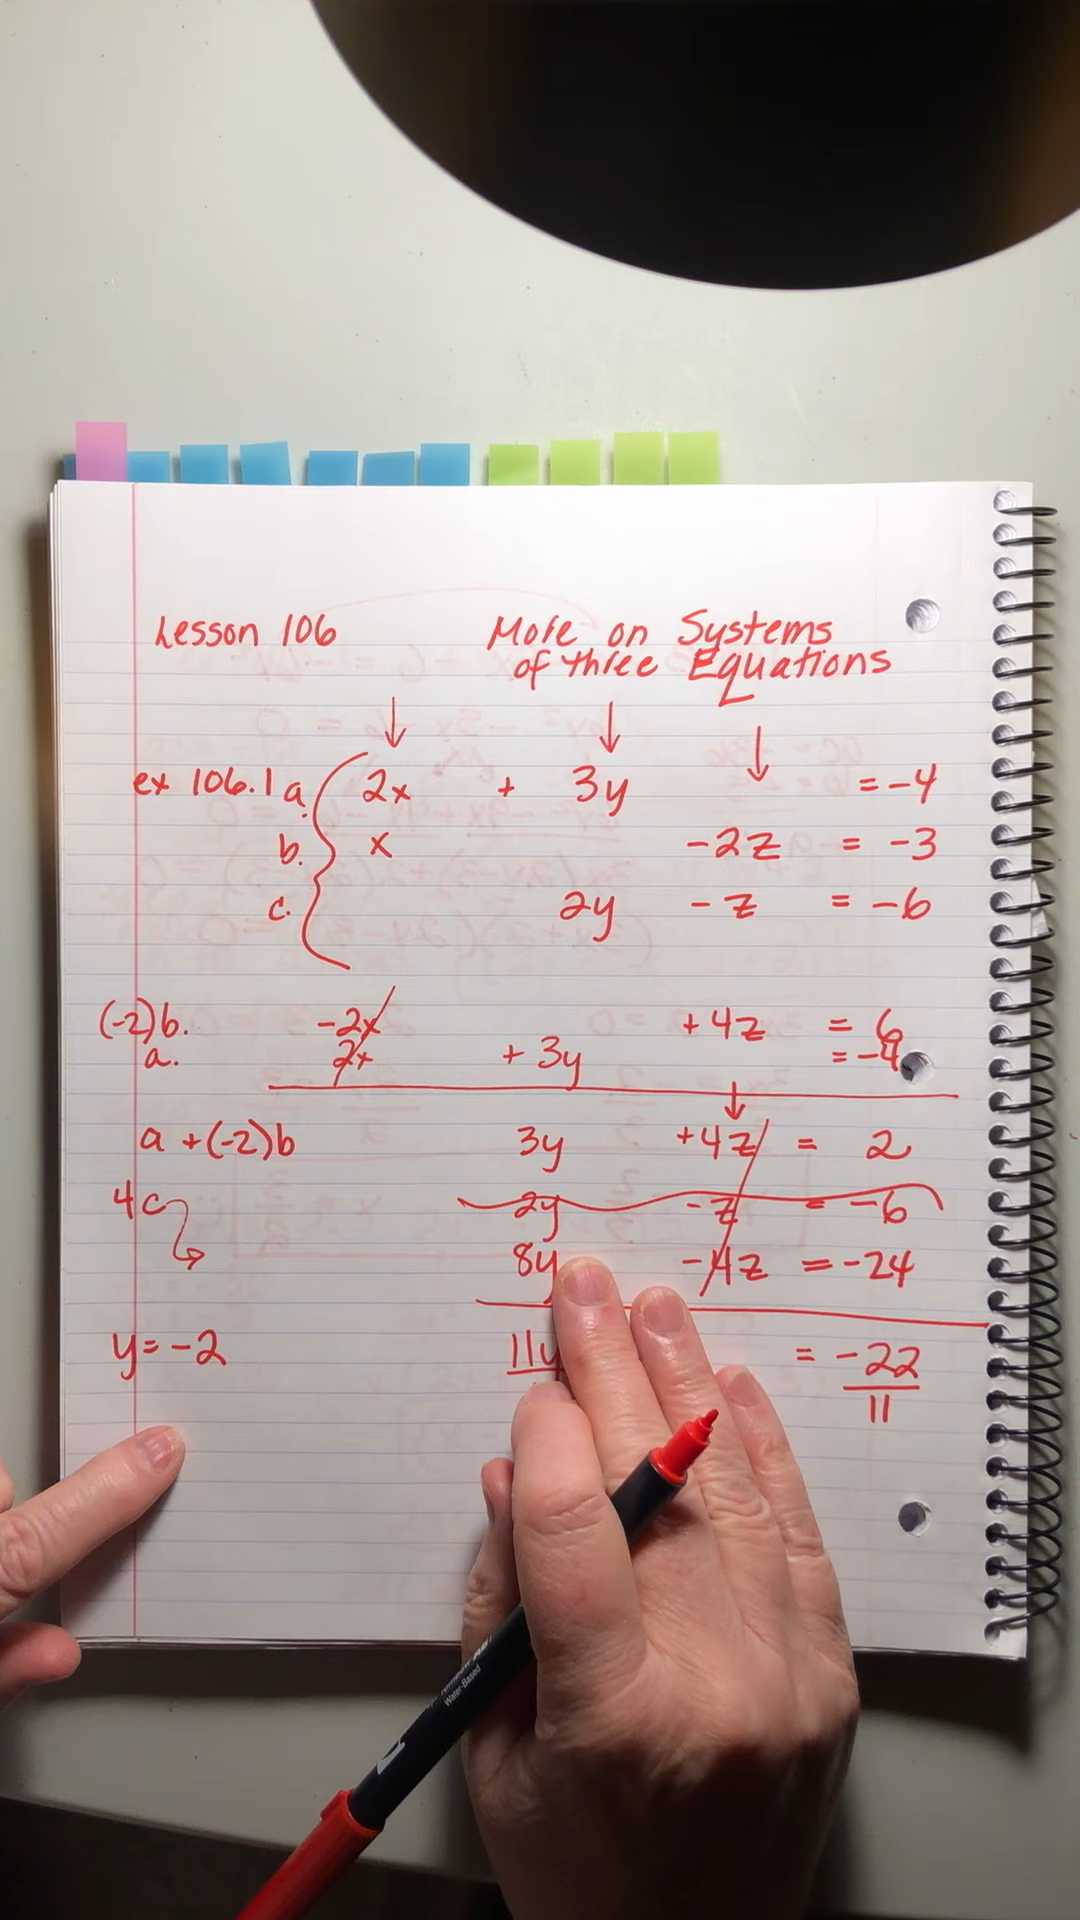 Lesson 106 More on Systems
of three Equations
ex 106.1 a. 2x + 3y = -4
b. x -2z = -3
c. 2y - z = -6
(-2)b. -2x +4z = 6
a. 2x + 3y = -4
a + (-2)b 3y +4z = 2
4c 2y - z = -6
8y -4z = -24
y = -2 11y = -22
11
Water-Based